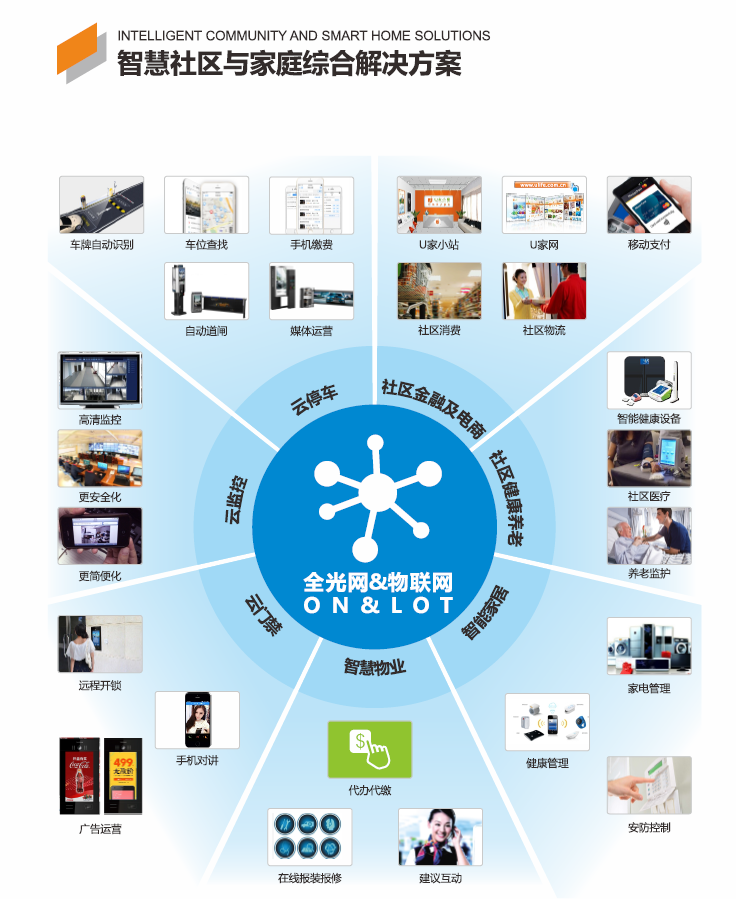 INTELLIGENT COMMUNITY AND SMART HOME SOLUTIONS
智慧社区与家庭综合解决方案
车牌自动识别
车位查找
手机缴费
U家小站
www.ulife.com.cn
U家网
移动支付
自动道闸
媒体运营
社区消费
社区物流
高清监控
更安全化
更简便化
智能健康设备
社区医疗
养老监护
云停车
社区金融及电商
云监控
社区健康养老
云门禁
智能家居
智慧物业
全光网&物联网
ON&LOT
远程开锁
手机对讲
Coca-Cola
499
广告运营
$
代办代缴
在线报装报修
建议互动
家电管理
健康管理
安防控制